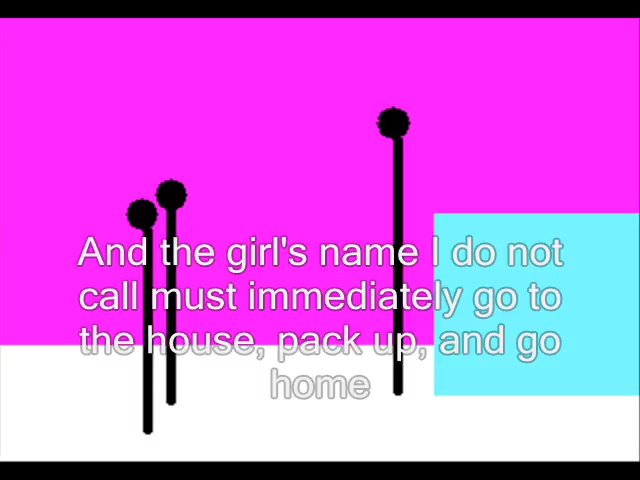 And the girl's name I do not
call must immediately go to
the house, pack up, and go
home